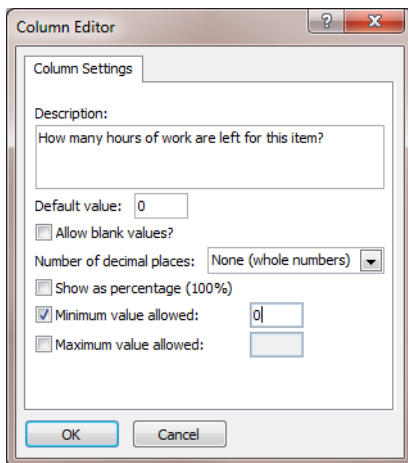 Column Editor
Column Settings
Description:
How many hours of work are left for this item?
Default value: 0
Allow blank values?
Number of decimal places: None (whole numbers)
Show as percentage (100%)
Minimum value allowed: 0
Maximum value allowed:
OK Cancel